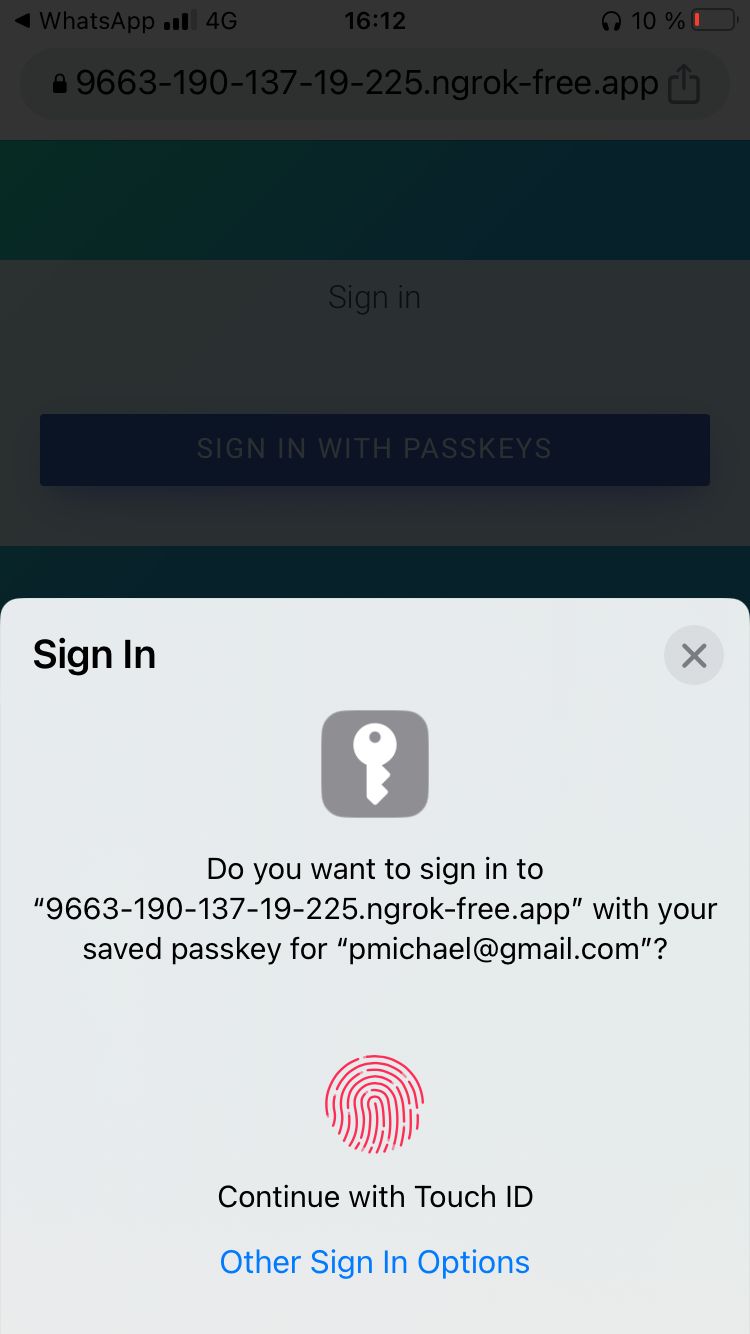 ◀ WhatsApp 4G 16:12 10 %
9663-190-137-19-225.ngrok-free.app
Sign in
SIGN IN WITH PASSKEYS
Sign In
Do you want to sign in to
“9663-190-137-19-225.ngrok-free.app” with your
saved passkey for “pmichael@gmail.com”?
Continue with Touch ID
Other Sign In Options